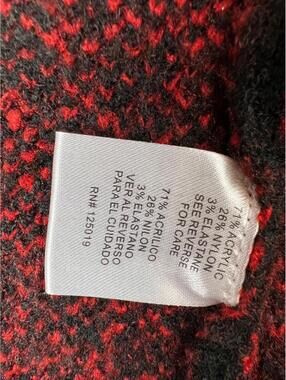 71% ACRYLIC
26% NYLON
3% ELASTANE
SEE REVERSE
FOR CARE
71% ACRILICO
26% NILON
3% ELASTANO
VER AL REVERSO
PARA EL CUIDADO
RN# 125019